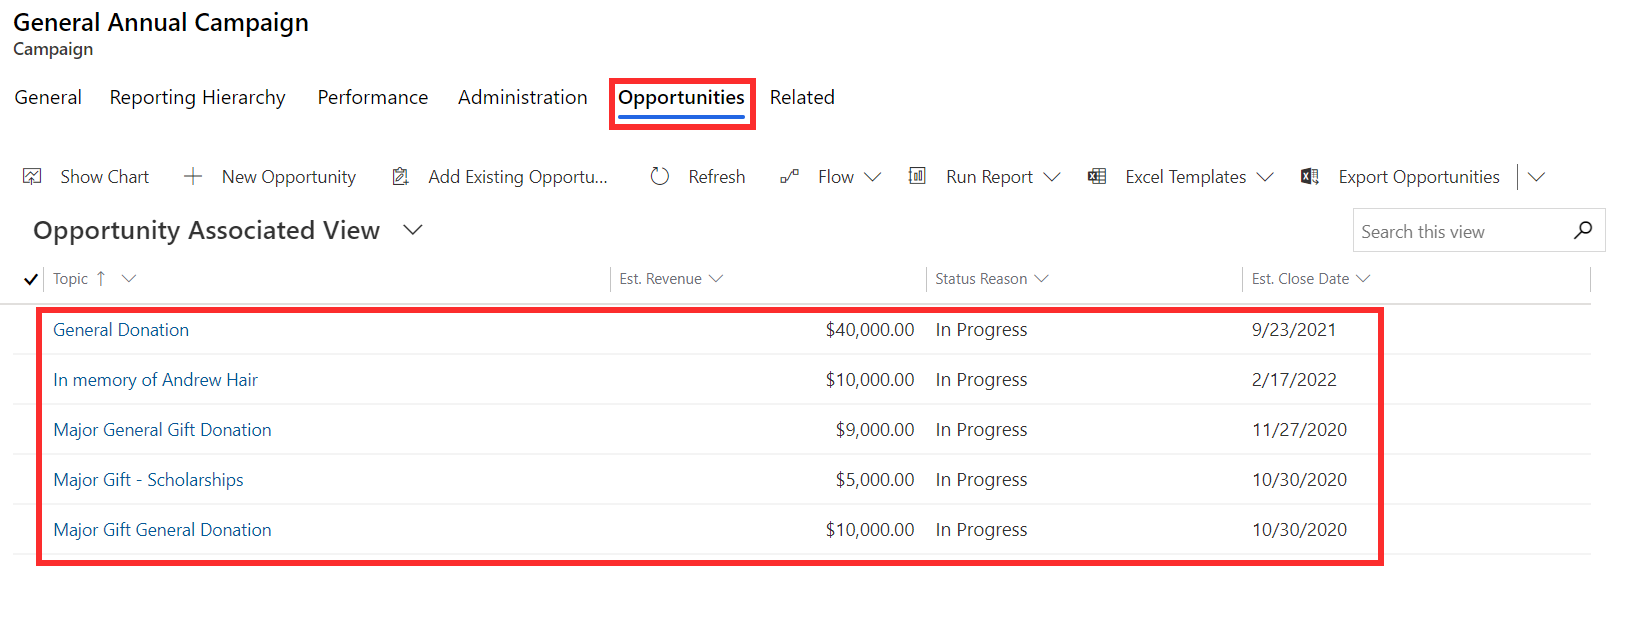 General Annual Campaign
Campaign
General Reporting Hierarchy Performance Administration Opportunities Related
Show Chart New Opportunity Add Existing Opportu... Refresh Flow Run Report Excel Templates Export Opportunities
Opportunity Associated View
Search this view
Topic ↑ Est. Revenue Status Reason Est. Close Date
General Donation $40,000.00 In Progress 9/23/2021
In memory of Andrew Hair $10,000.00 In Progress 2/17/2022
Major General Gift Donation $9,000.00 In Progress 11/27/2020
Major Gift - Scholarships $5,000.00 In Progress 10/30/2020
Major Gift General Donation $10,000.00 In Progress 10/30/2020